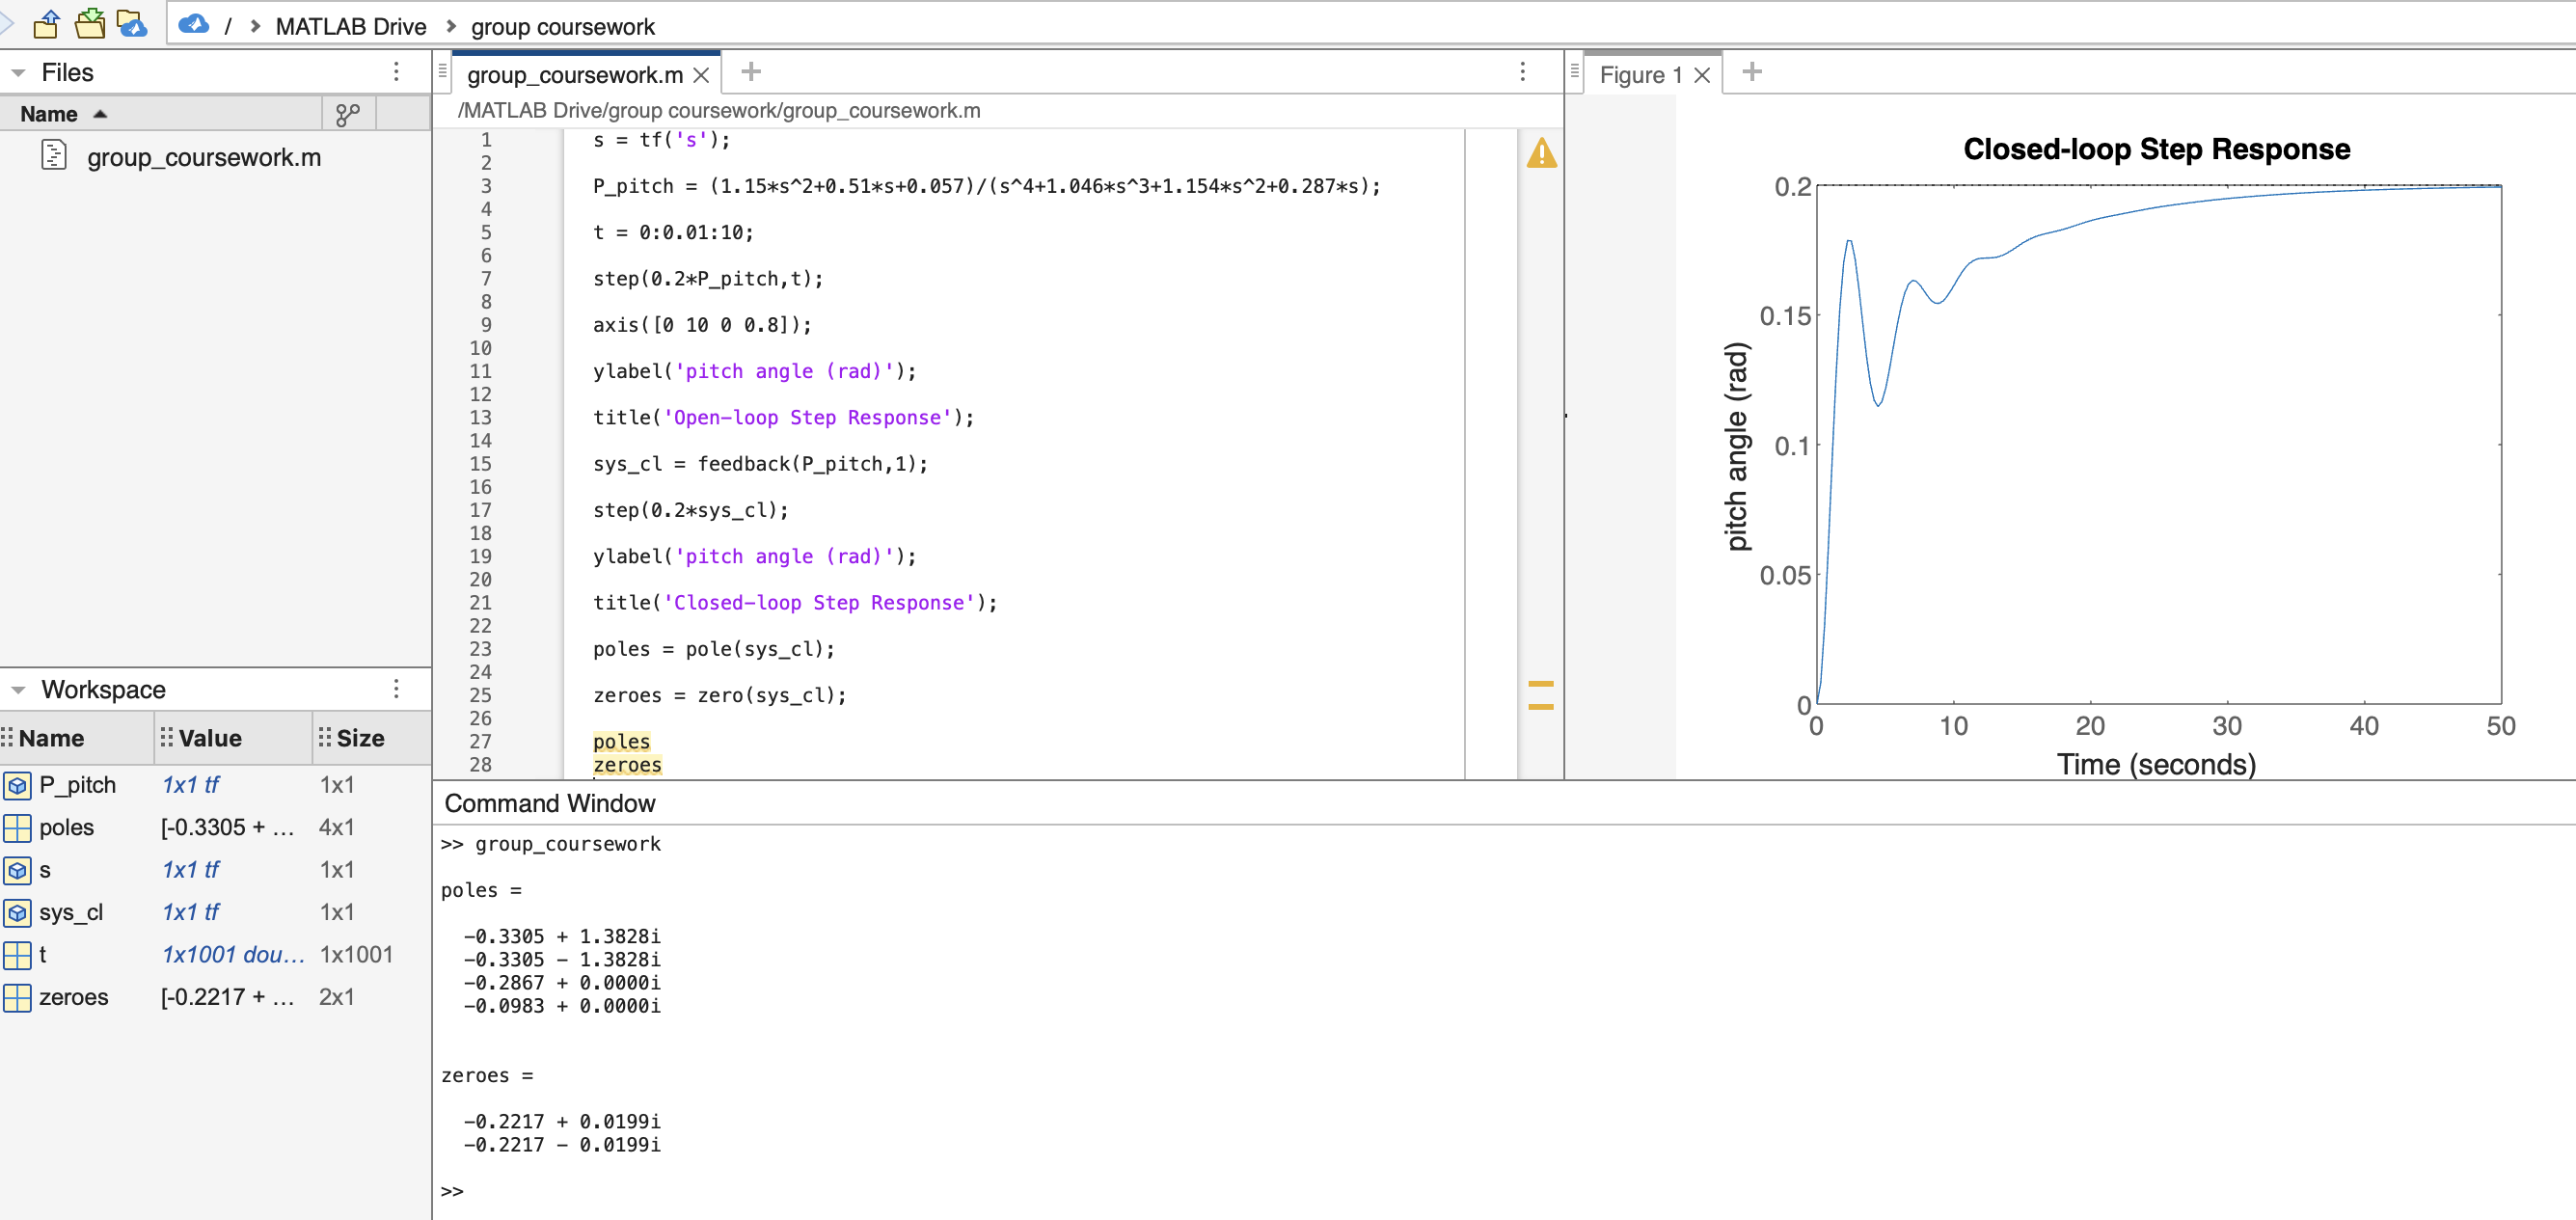 / > MATLAB Drive > group coursework
Files
Name
group_coursework.m
Workspace
Name Value Size
P_pitch 1x1 tf 1x1
poles [-0.3305 + ... 4x1
s 1x1 tf 1x1
sys_cl 1x1 tf 1x1
t 1x1001 dou... 1x1001
zeroes [-0.2217 + ... 2x1
group_coursework.m
/MATLAB Drive/group coursework/group_coursework.m
1 s = tf('s');
2
3 P_pitch = (1.15*s^2+0.51*s+0.057)/(s^4+1.046*s^3+1.154*s^2+0.287*s);
4
5 t = 0:0.01:10;
6
7 step(0.2*P_pitch,t);
8
9 axis([0 10 0 0.8]);
10
11 ylabel('pitch angle (rad)');
12
13 title('Open-loop Step Response');
14
15 sys_cl = feedback(P_pitch,1);
16
17 step(0.2*sys_cl);
18
19 ylabel('pitch angle (rad)');
20
21 title('Closed-loop Step Response');
22
23 poles = pole(sys_cl);
24
25 zeroes = zero(sys_cl);
26
27 poles
28 zeroes
Figure 1
Closed-loop Step Response
0.2
0.15
0.1
0.05
0
pitch angle (rad)
0 10 20 30 40 50
Time (seconds)
Command Window
>> group_coursework
poles =
-0.3305 + 1.3828i
-0.3305 - 1.3828i
-0.2867 + 0.0000i
-0.0983 + 0.0000i
zeroes =
-0.2217 + 0.0199i
-0.2217 - 0.0199i
>>